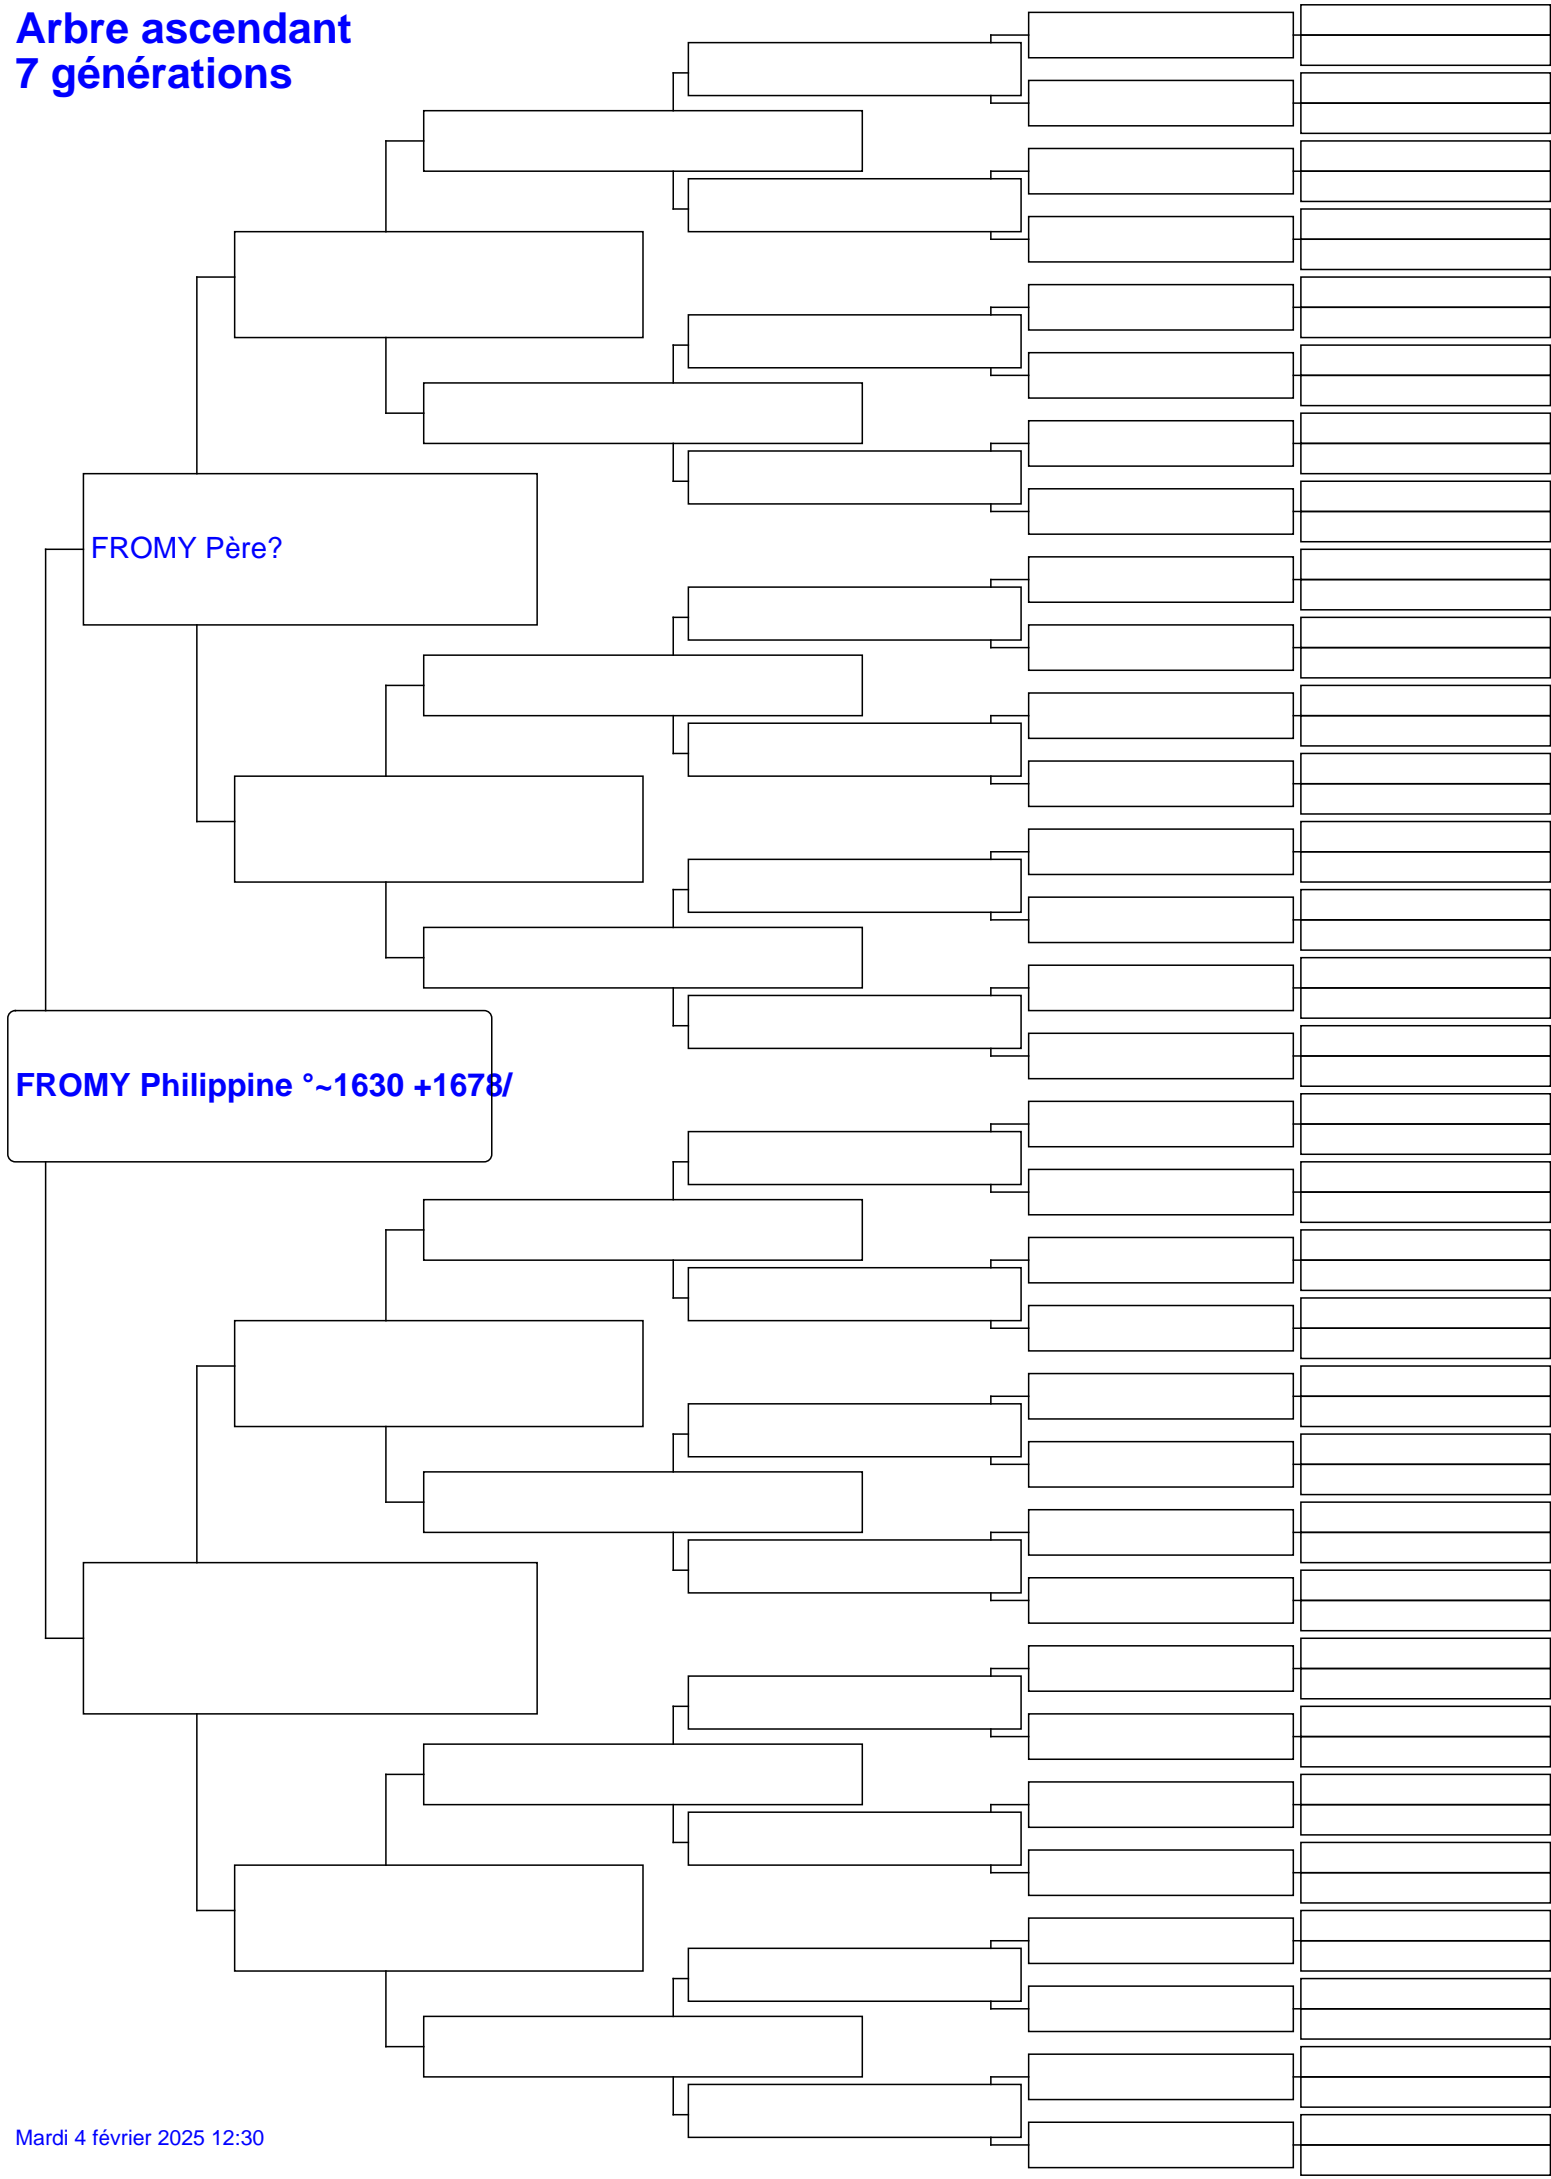 Arbre ascendant
7 générations
FROMY Père?
FROMY Philippine °~1630 +1678/
Mardi 4 février 2025 12:30